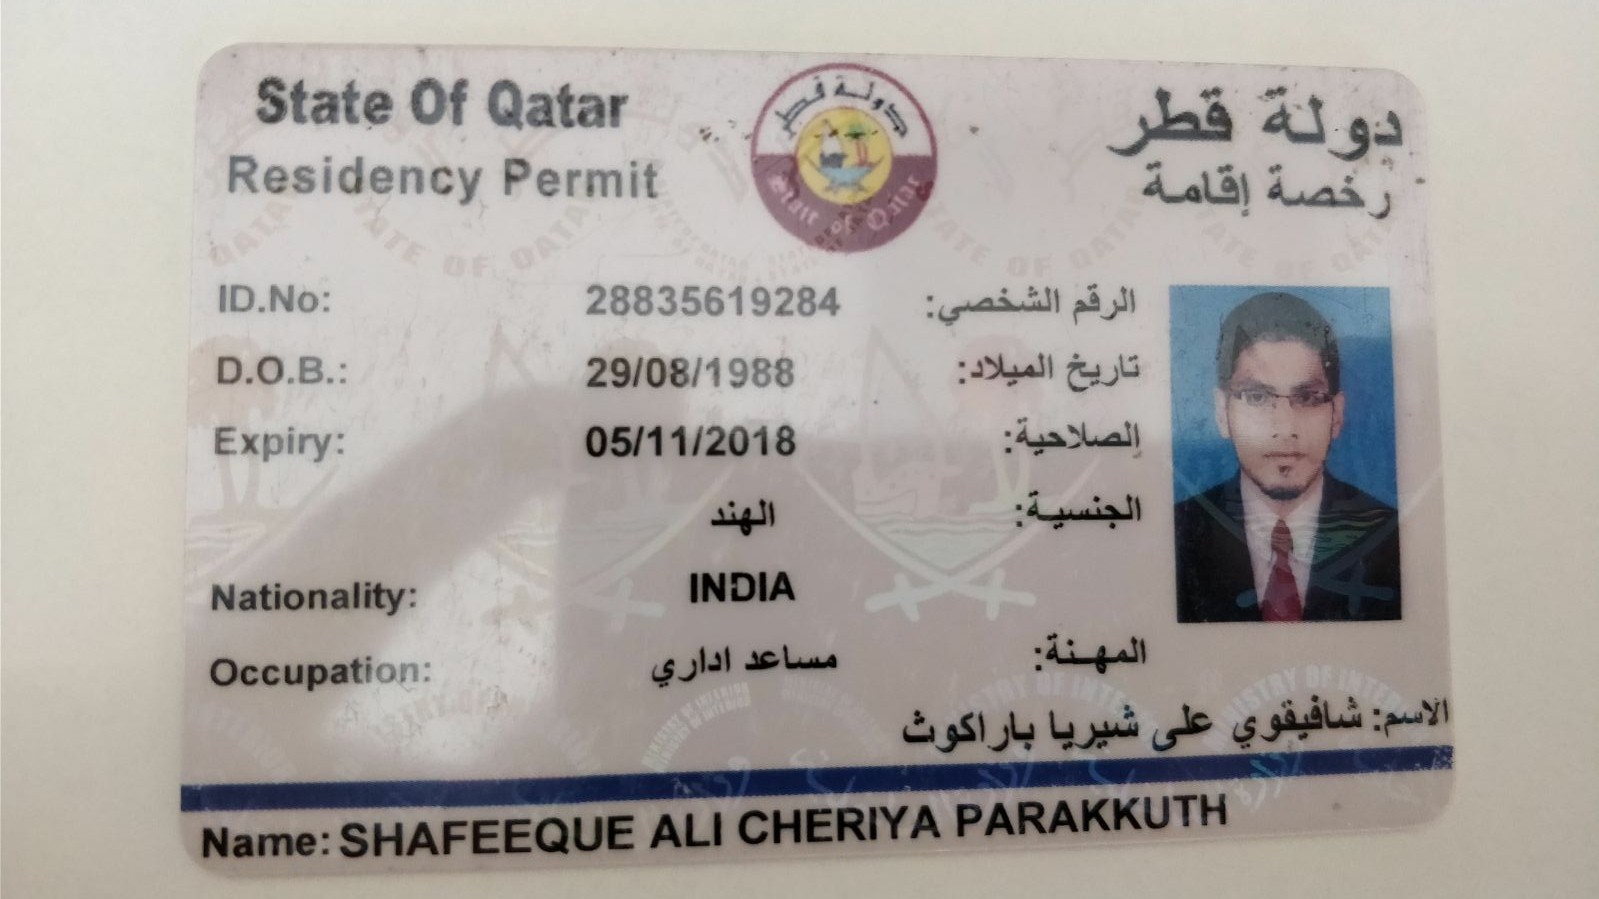 State Of Qatar
دولة قطر
Residency Permit
رخصة إقامة
دولة قطر
State of Qatar
ID.No: 28835619284 الرقم الشخصي:
D.O.B.: 29/08/1988 تاريخ الميلاد:
Expiry: 05/11/2018 الصلاحية:
الهند الجنسية:
Nationality: INDIA
Occupation: مساعد اداري المهنة:
الاسم: شافيقوي على شيريا باراكوث
Name: SHAFEEQUE ALI CHERIYA PARAKKUTH